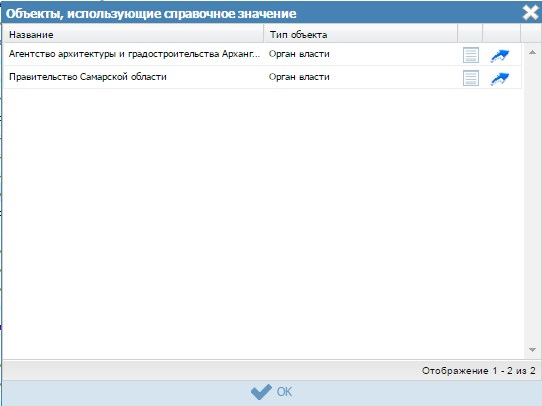 Объекты, использующие справочное значение
Название Тип объекта
Агентство архитектуры и градостроительства Арханг... Орган власти
Правительство Самарской области Орган власти
Отображение 1 - 2 из 2
OK